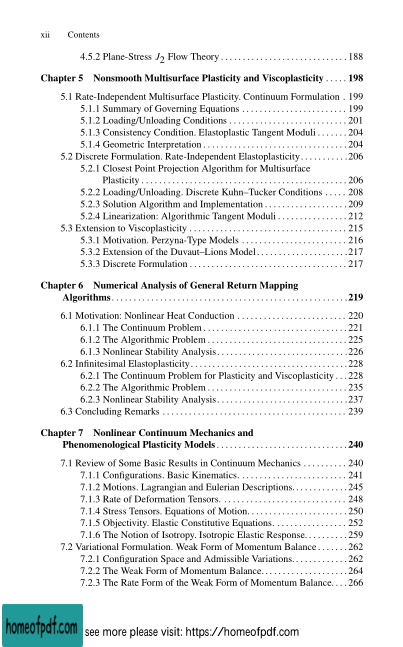 xii Contents
4.5.2 Plane-Stress J2 Flow Theory . . . . . . . . . . . . . . . . . . . . . . . . . . . . . 188
Chapter 5 Nonsmooth Multisurface Plasticity and Viscoplasticity . . . . . 198
5.1 Rate-Independent Multisurface Plasticity. Continuum Formulation . 199
5.1.1 Summary of Governing Equations . . . . . . . . . . . . . . . . . . . . . . . . 199
5.1.2 Loading/Unloading Conditions . . . . . . . . . . . . . . . . . . . . . . . . . . . 201
5.1.3 Consistency Condition. Elastoplastic Tangent Moduli . . . . . . . 204
5.1.4 Geometric Interpretation . . . . . . . . . . . . . . . . . . . . . . . . . . . . . . . . . 204
5.2 Discrete Formulation. Rate-Independent Elastoplasticity . . . . . . . . . . . 206
5.2.1 Closest Point Projection Algorithm for Multisurface
Plasticity . . . . . . . . . . . . . . . . . . . . . . . . . . . . . . . . . . . . . . . . . . . . . . . 206
5.2.2 Loading/Unloading. Discrete Kuhn–Tucker Conditions . . . . . 208
5.2.3 Solution Algorithm and Implementation . . . . . . . . . . . . . . . . . . . 209
5.2.4 Linearization: Algorithmic Tangent Moduli . . . . . . . . . . . . . . . . 212
5.3 Extension to Viscoplasticity . . . . . . . . . . . . . . . . . . . . . . . . . . . . . . . . . . . . 215
5.3.1 Motivation. Perzyna-Type Models . . . . . . . . . . . . . . . . . . . . . . . . 216
5.3.2 Extension of the Duvaut–Lions Model . . . . . . . . . . . . . . . . . . . . . 217
5.3.3 Discrete Formulation . . . . . . . . . . . . . . . . . . . . . . . . . . . . . . . . . . . . 217
Chapter 6 Numerical Analysis of General Return Mapping
Algorithms . . . . . . . . . . . . . . . . . . . . . . . . . . . . . . . . . . . . . . . . . . . . . . . . . . . . . . 219
6.1 Motivation: Nonlinear Heat Conduction . . . . . . . . . . . . . . . . . . . . . . . . . 220
6.1.1 The Continuum Problem . . . . . . . . . . . . . . . . . . . . . . . . . . . . . . . . . 221
6.1.2 The Algorithmic Problem . . . . . . . . . . . . . . . . . . . . . . . . . . . . . . . . 225
6.1.3 Nonlinear Stability Analysis . . . . . . . . . . . . . . . . . . . . . . . . . . . . . . 226
6.2 Infinitesimal Elastoplasticity . . . . . . . . . . . . . . . . . . . . . . . . . . . . . . . . . . . . 228
6.2.1 The Continuum Problem for Plasticity and Viscoplasticity . . . 228
6.2.2 The Algorithmic Problem . . . . . . . . . . . . . . . . . . . . . . . . . . . . . . . . 235
6.2.3 Nonlinear Stability Analysis . . . . . . . . . . . . . . . . . . . . . . . . . . . . . . 237
6.3 Concluding Remarks . . . . . . . . . . . . . . . . . . . . . . . . . . . . . . . . . . . . . . . . . . 239
Chapter 7 Nonlinear Continuum Mechanics and
Phenomenological Plasticity Models . . . . . . . . . . . . . . . . . . . . . . . . . . . . . . 240
7.1 Review of Some Basic Results in Continuum Mechanics . . . . . . . . . . 240
7.1.1 Configurations. Basic Kinematics . . . . . . . . . . . . . . . . . . . . . . . . . 241
7.1.2 Motions. Lagrangian and Eulerian Descriptions . . . . . . . . . . . . . 245
7.1.3 Rate of Deformation Tensors. . . . . . . . . . . . . . . . . . . . . . . . . . . . . 248
7.1.4 Stress Tensors. Equations of Motion . . . . . . . . . . . . . . . . . . . . . . . 250
7.1.5 Objectivity. Elastic Constitutive Equations . . . . . . . . . . . . . . . . . 252
7.1.6 The Notion of Isotropy. Isotropic Elastic Response . . . . . . . . . . 259
7.2 Variational Formulation. Weak Form of Momentum Balance . . . . . . . 262
7.2.1 Configuration Space and Admissible Variations . . . . . . . . . . . . . 262
7.2.2 The Weak Form of Momentum Balance . . . . . . . . . . . . . . . . . . . . 264
7.2.3 The Rate Form of the Weak Form of Momentum Balance . . . . 266
homeofpdf.com see more please visit: https://homeofpdf.com